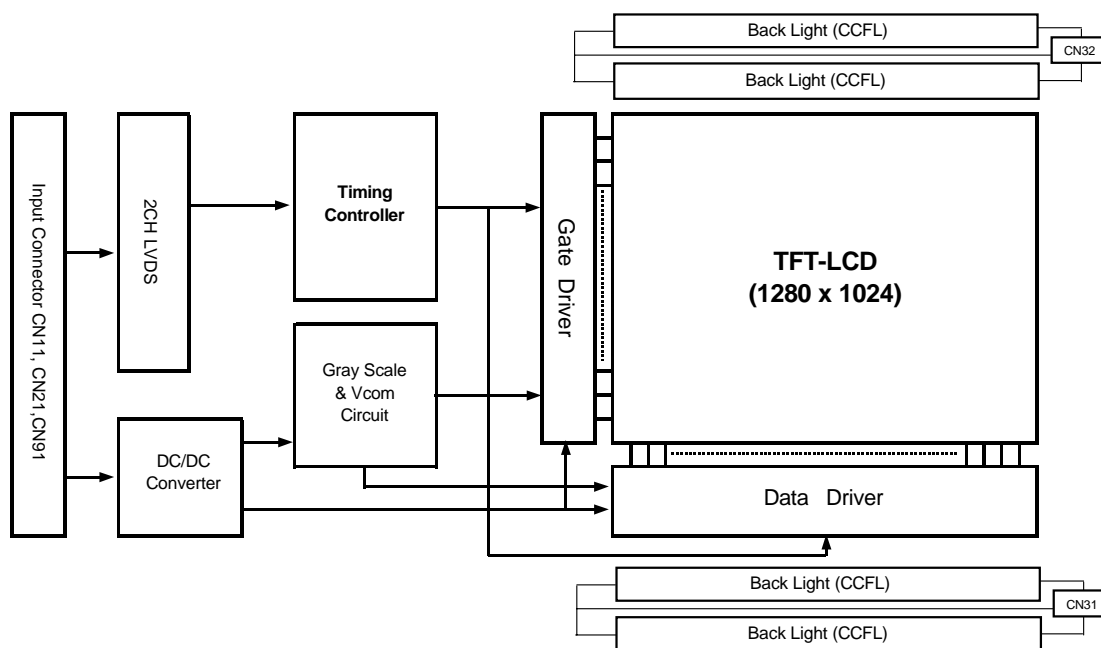 Back Light (CCFL)
CN32
Back Light (CCFL)
Input Connector CN11, CN21,CN91
2CH LVDS
Timing
Controller
Gate Driver
TFT-LCD
(1280 x 1024)
Gray Scale
& Vcom
Circuit
DC/DC
Converter
Data Driver
Back Light (CCFL)
CN31
Back Light (CCFL)